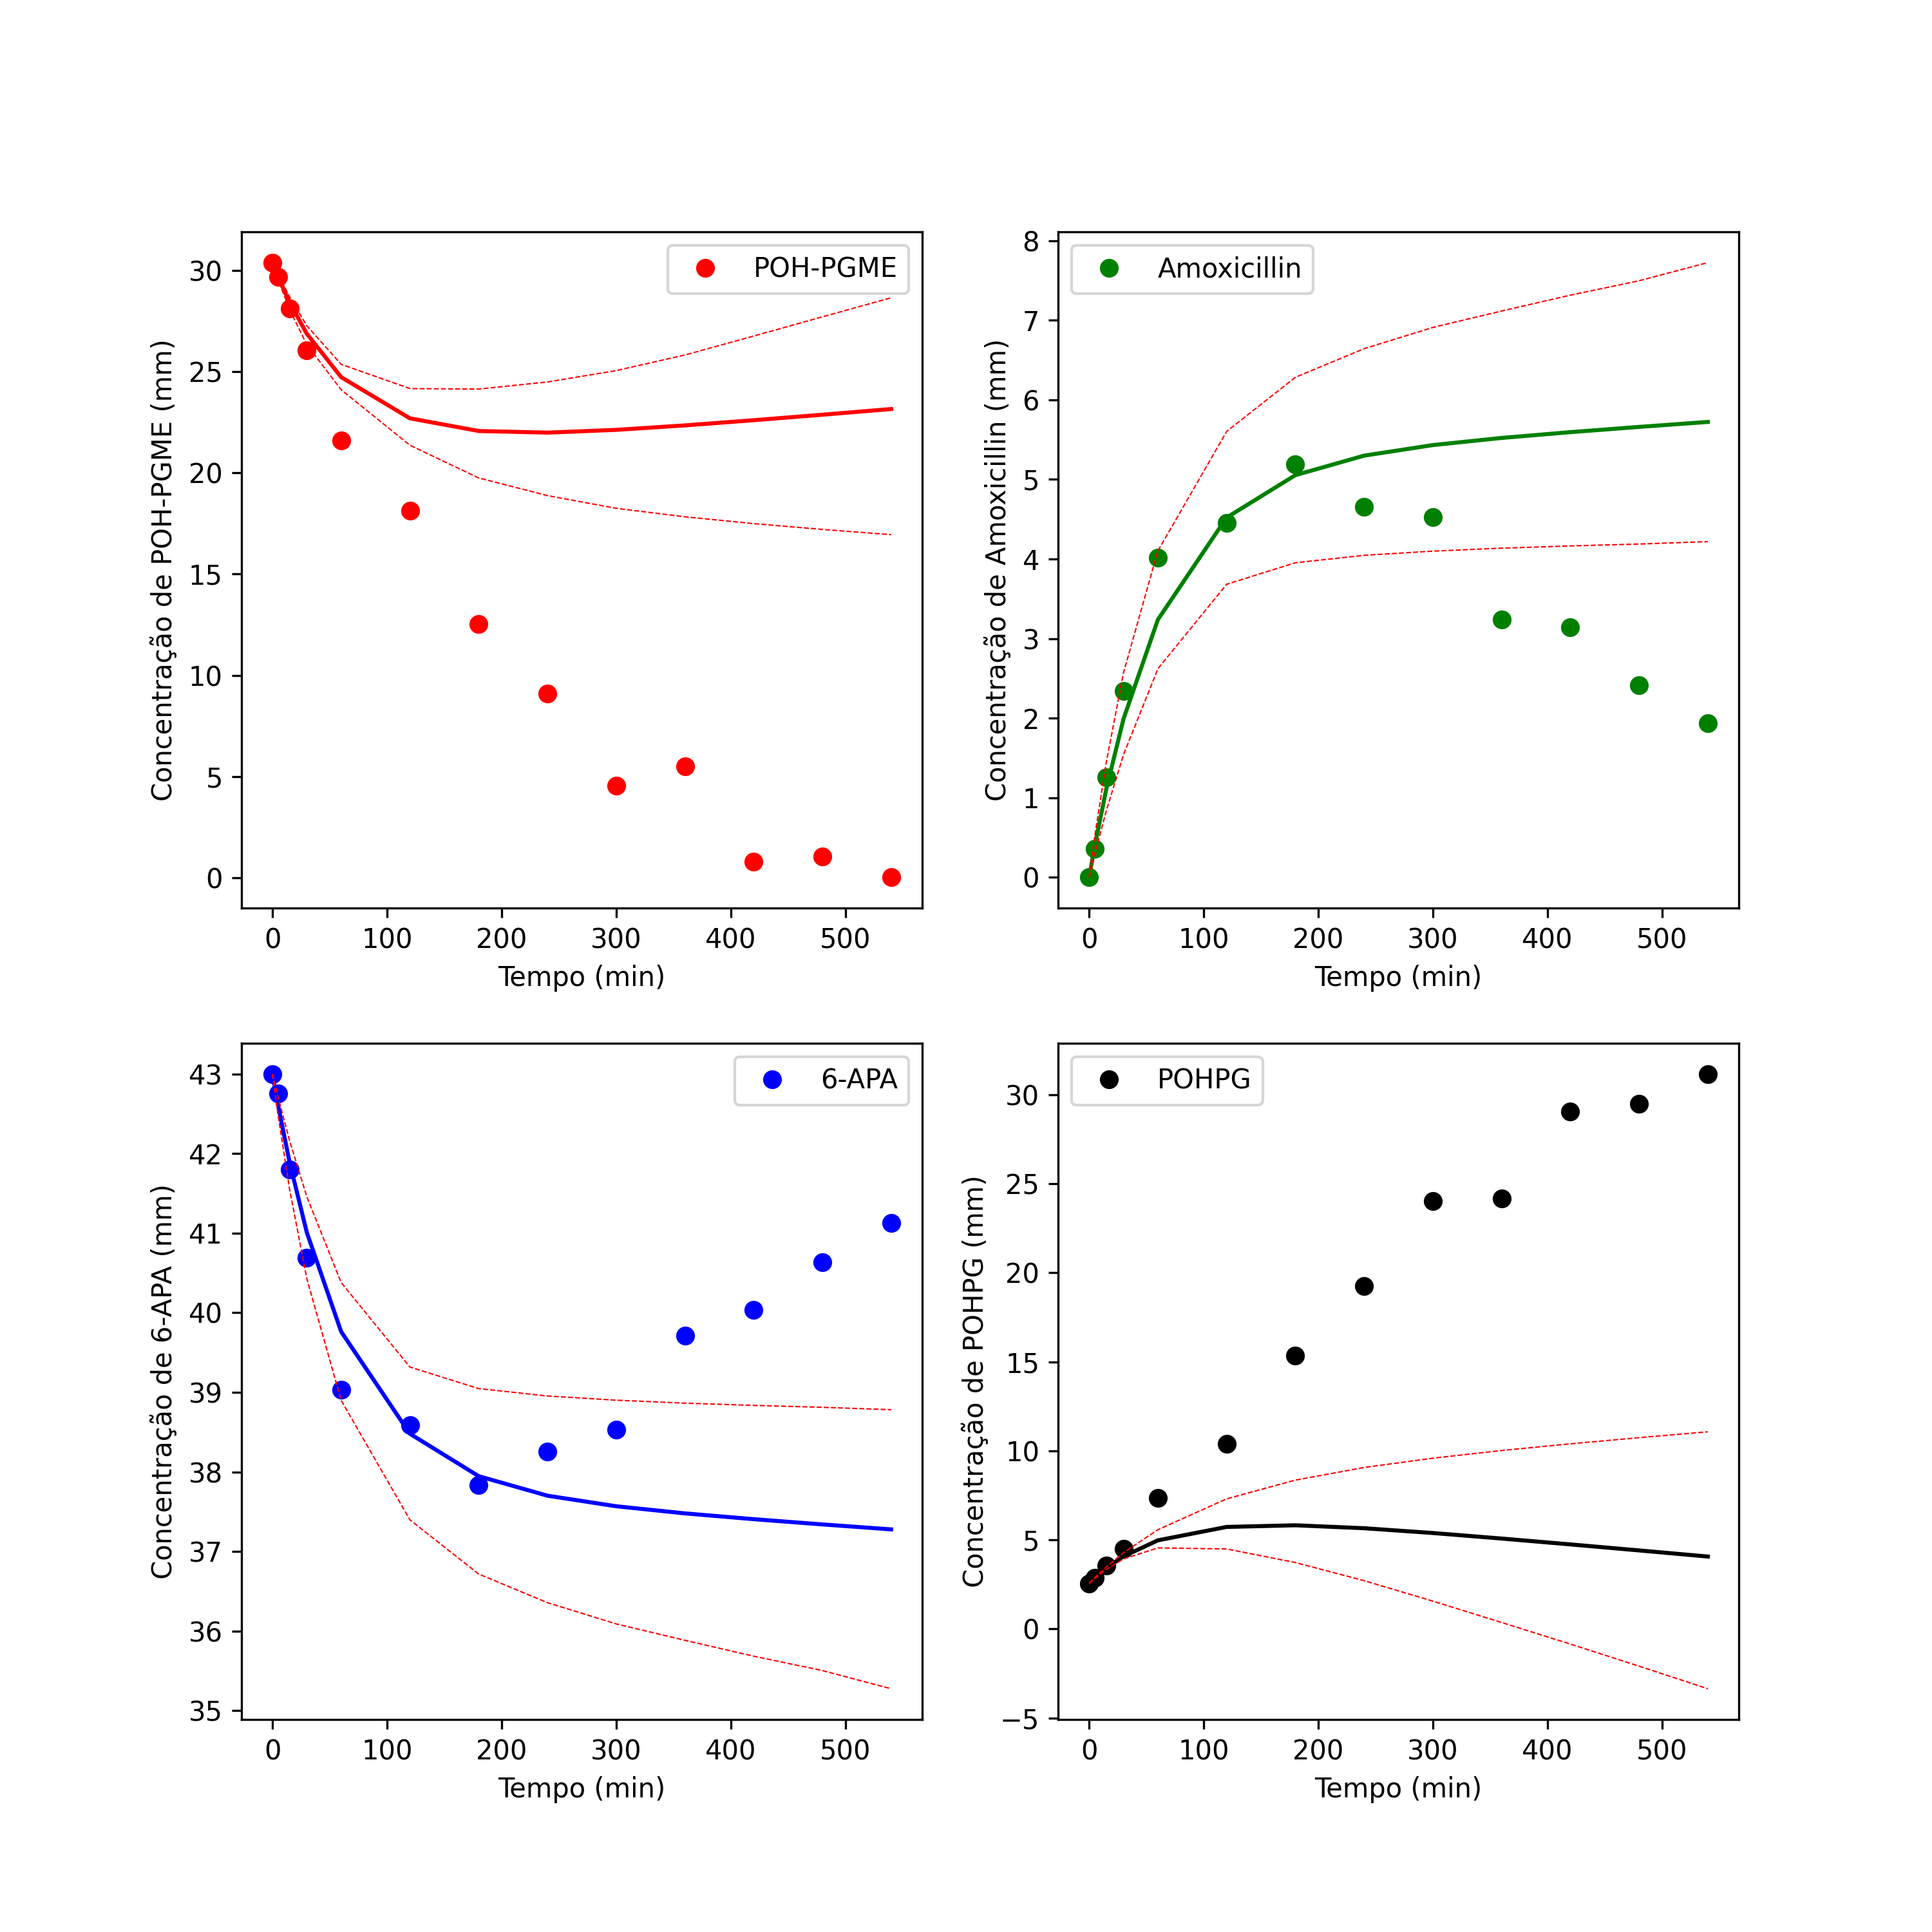 POH-PGME
Concentração de POH-PGME (mm)
30
25
20
15
10
5
0
0 100 200 300 400 500
Tempo (min)
Amoxicillin
Concentração de Amoxicillin (mm)
8
7
6
5
4
3
2
1
0
0 100 200 300 400 500
Tempo (min)
6-APA
Concentração de 6-APA (mm)
43
42
41
40
39
38
37
36
35
0 100 200 300 400 500
Tempo (min)
POHPG
Concentração de POHPG (mm)
30
25
20
15
10
5
0
−5
0 100 200 300 400 500
Tempo (min)